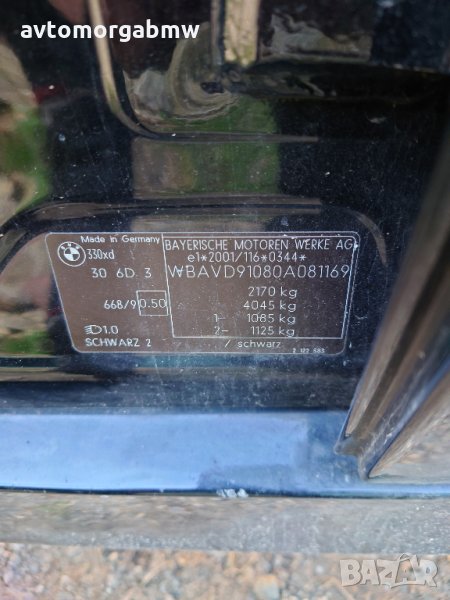 avtomorgabmw
Made in Germany
BAYERISCHE MOTOREN WERKE AG
330xd
e1*2001/116*0344*
30 6D 3
WBAVD91080A081169
668/9 0.50
2170 kg
4045 kg
1- 1085 kg
1.0
2- 1125 kg
SCHWARZ 2
/ schwarz
BAZAR